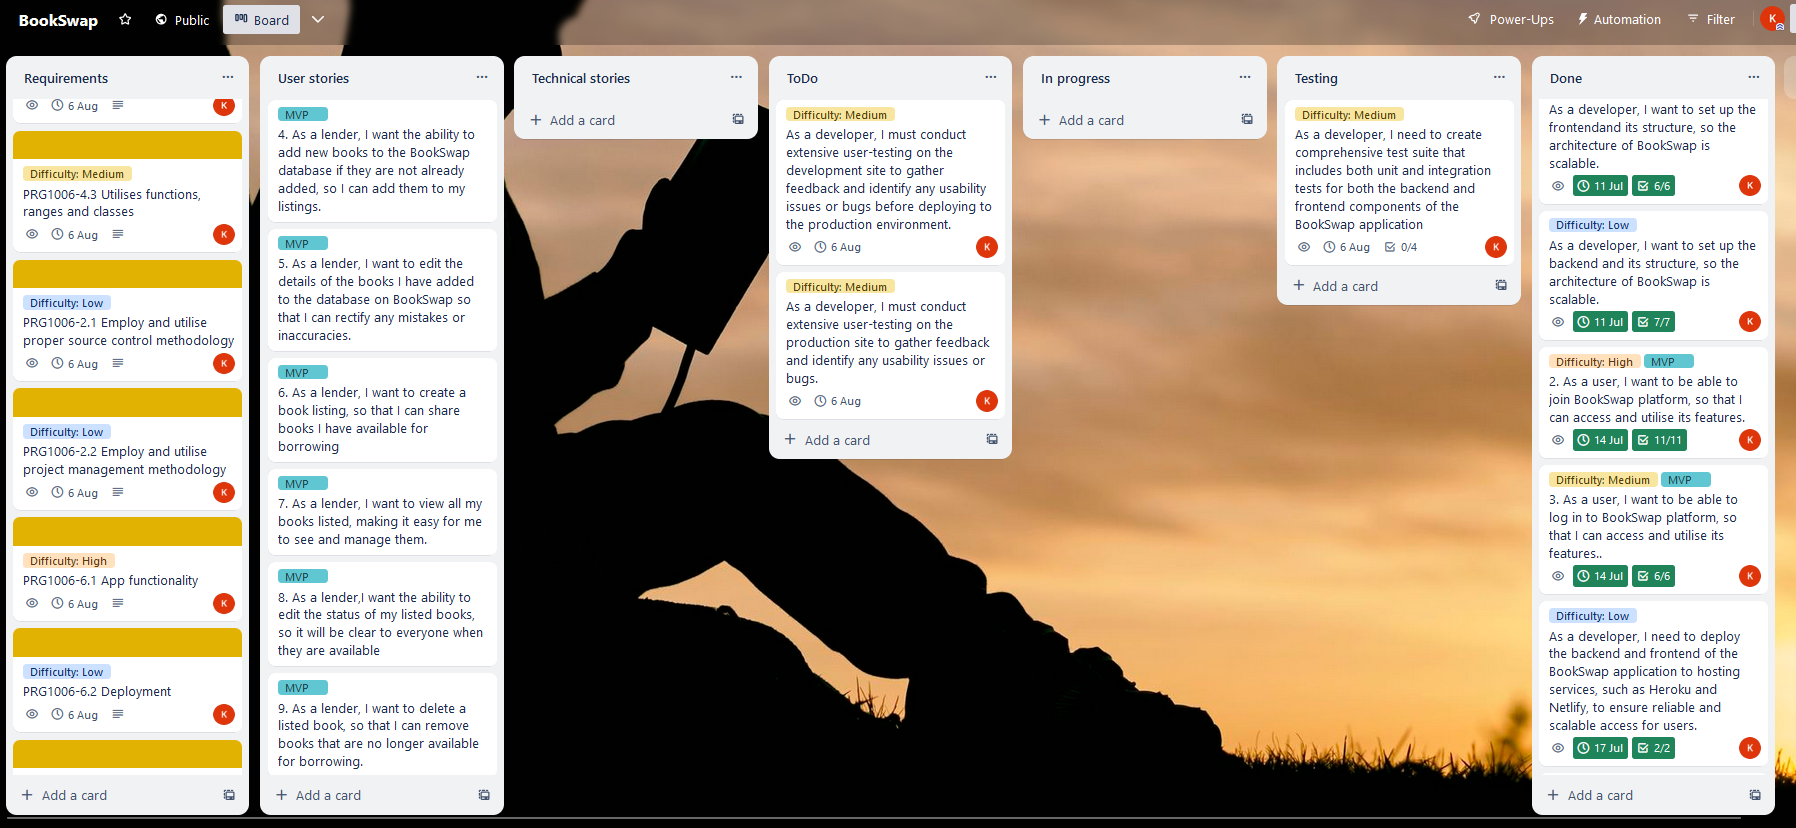 BookSwap
Public
Board
Power-Ups
Automation
Filter
K
Requirements
6 Aug
K
Difficulty: Medium
PRG1006-4.3 Utilises functions,
ranges and classes
6 Aug
K
Difficulty: Low
PRG1006-2.1 Employ and utilise
proper source control methodology
6 Aug
K
Difficulty: Low
PRG1006-2.2 Employ and utilise
project management methodology
6 Aug
K
Difficulty: High
PRG1006-6.1 App functionality
6 Aug
K
Difficulty: Low
PRG1006-6.2 Deployment
6 Aug
K
+ Add a card
User stories
MVP
4. As a lender, I want the ability to
add new books to the BookSwap
database if they are not already
added, so I can add them to my
listings.
MVP
5. As a lender, I want to edit the
details of the books I have added
to the database on BookSwap so
that I can rectify any mistakes or
inaccuracies.
MVP
6. As a lender, I want to create a
book listing, so that I can share
books I have available for
borrowing
MVP
7. As a lender, I want to view all my
books listed, making it easy for me
to see and manage them.
MVP
8. As a lender,I want the ability to
edit the status of my listed books,
so it will be clear to everyone when
they are available
MVP
9. As a lender, I want to delete a
listed book, so that I can remove
books that are no longer available
for borrowing.
+ Add a card
Technical stories
+ Add a card
ToDo
Difficulty: Medium
As a developer, I must conduct
extensive user-testing on the
development site to gather
feedback and identify any usability
issues or bugs before deploying to
the production environment.
6 Aug
K
Difficulty: Medium
As a developer, I must conduct
extensive user-testing on the
production site to gather feedback
and identify any usability issues or
bugs.
6 Aug
K
+ Add a card
In progress
+ Add a card
Testing
Difficulty: Medium
As a developer, I need to create
comprehensive test suite that
includes both unit and integration
tests for both the backend and
frontend components of the
BookSwap application
6 Aug 0/4
K
+ Add a card
Done
As a developer, I want to set up the
frontendand its structure, so the
architecture of BookSwap is
scalable.
11 Jul 6/6
K
Difficulty: Low
As a developer, I want to set up the
backend and its structure, so the
architecture of BookSwap is
scalable.
11 Jul 7/7
K
Difficulty: High MVP
2. As a user, I want to be able to
join BookSwap platform, so that I
can access and utilise its features.
14 Jul 11/11
K
Difficulty: Medium MVP
3. As a user, I want to be able to
log in to BookSwap platform, so
that I can access and utilise its
features..
14 Jul 6/6
K
Difficulty: Low
As a developer, I need to deploy
the backend and frontend of the
BookSwap application to hosting
services, such as Heroku and
Netlify, to ensure reliable and
scalable access for users.
17 Jul 2/2
K
+ Add a card